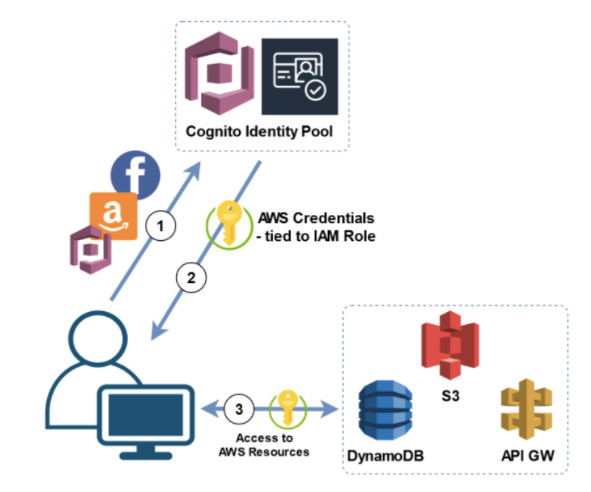 Cognito Identity Pool
f
a
1
AWS Credentials
- tied to IAM Role
2
S3
3
Access to
AWS Resources
DynamoDB
API GW